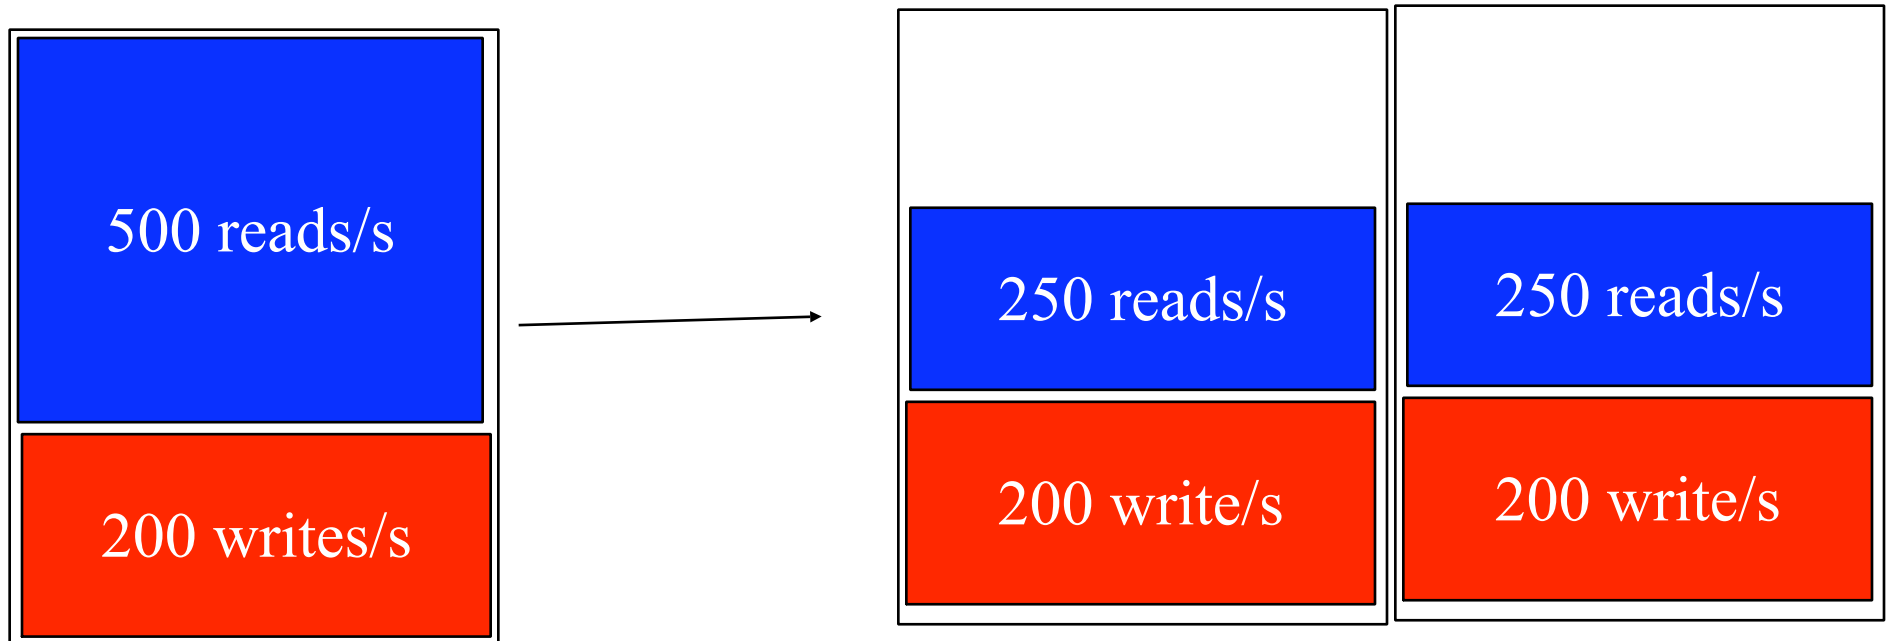 500 reads/s
200 writes/s
250 reads/s
200 write/s
250 reads/s
200 write/s